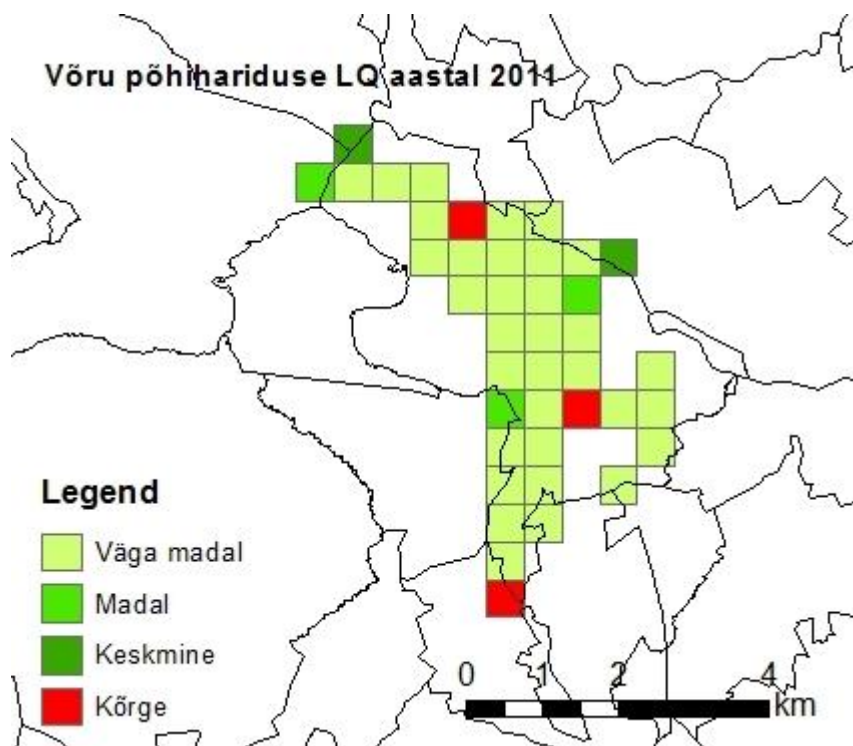 Võru põhihariduse LQ aastal 2011
Legend
Väga madal
Madal
Keskmine
Kõrge
0 1 2 4
km